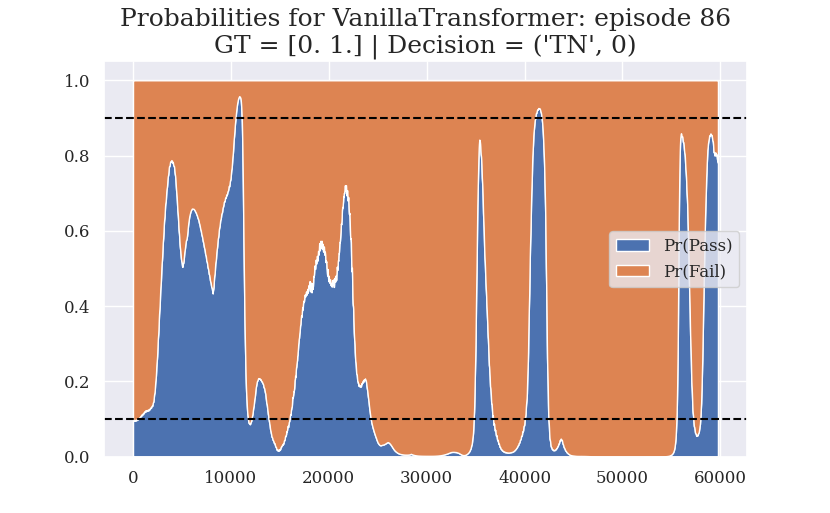 Probabilities for VanillaTransformer: episode 86
GT = [0. 1.] | Decision = ('TN', 0)
1.0
0.8
0.6
0.4
0.2
0.0
Pr(Pass)
Pr(Fail)
0 10000 20000 30000 40000 50000 60000